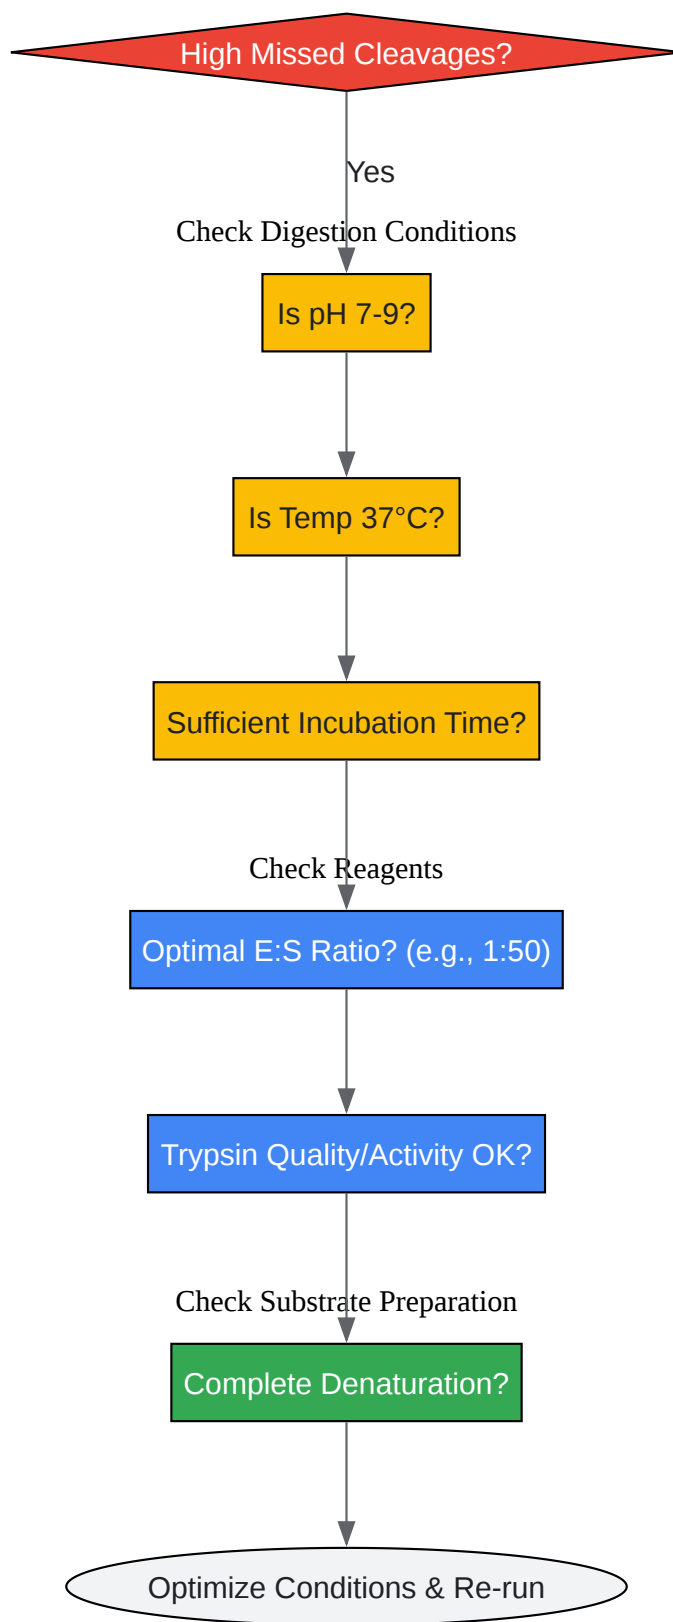 High Missed Cleavages?
Yes
Check Digestion Conditions
Is pH 7-9?
Is Temp 37°C?
Sufficient Incubation Time?
Check Reagents
Optimal E:S Ratio? (e.g., 1:50)
Trypsin Quality/Activity OK?
Check Substrate Preparation
Complete Denaturation?
Optimize Conditions & Re-run